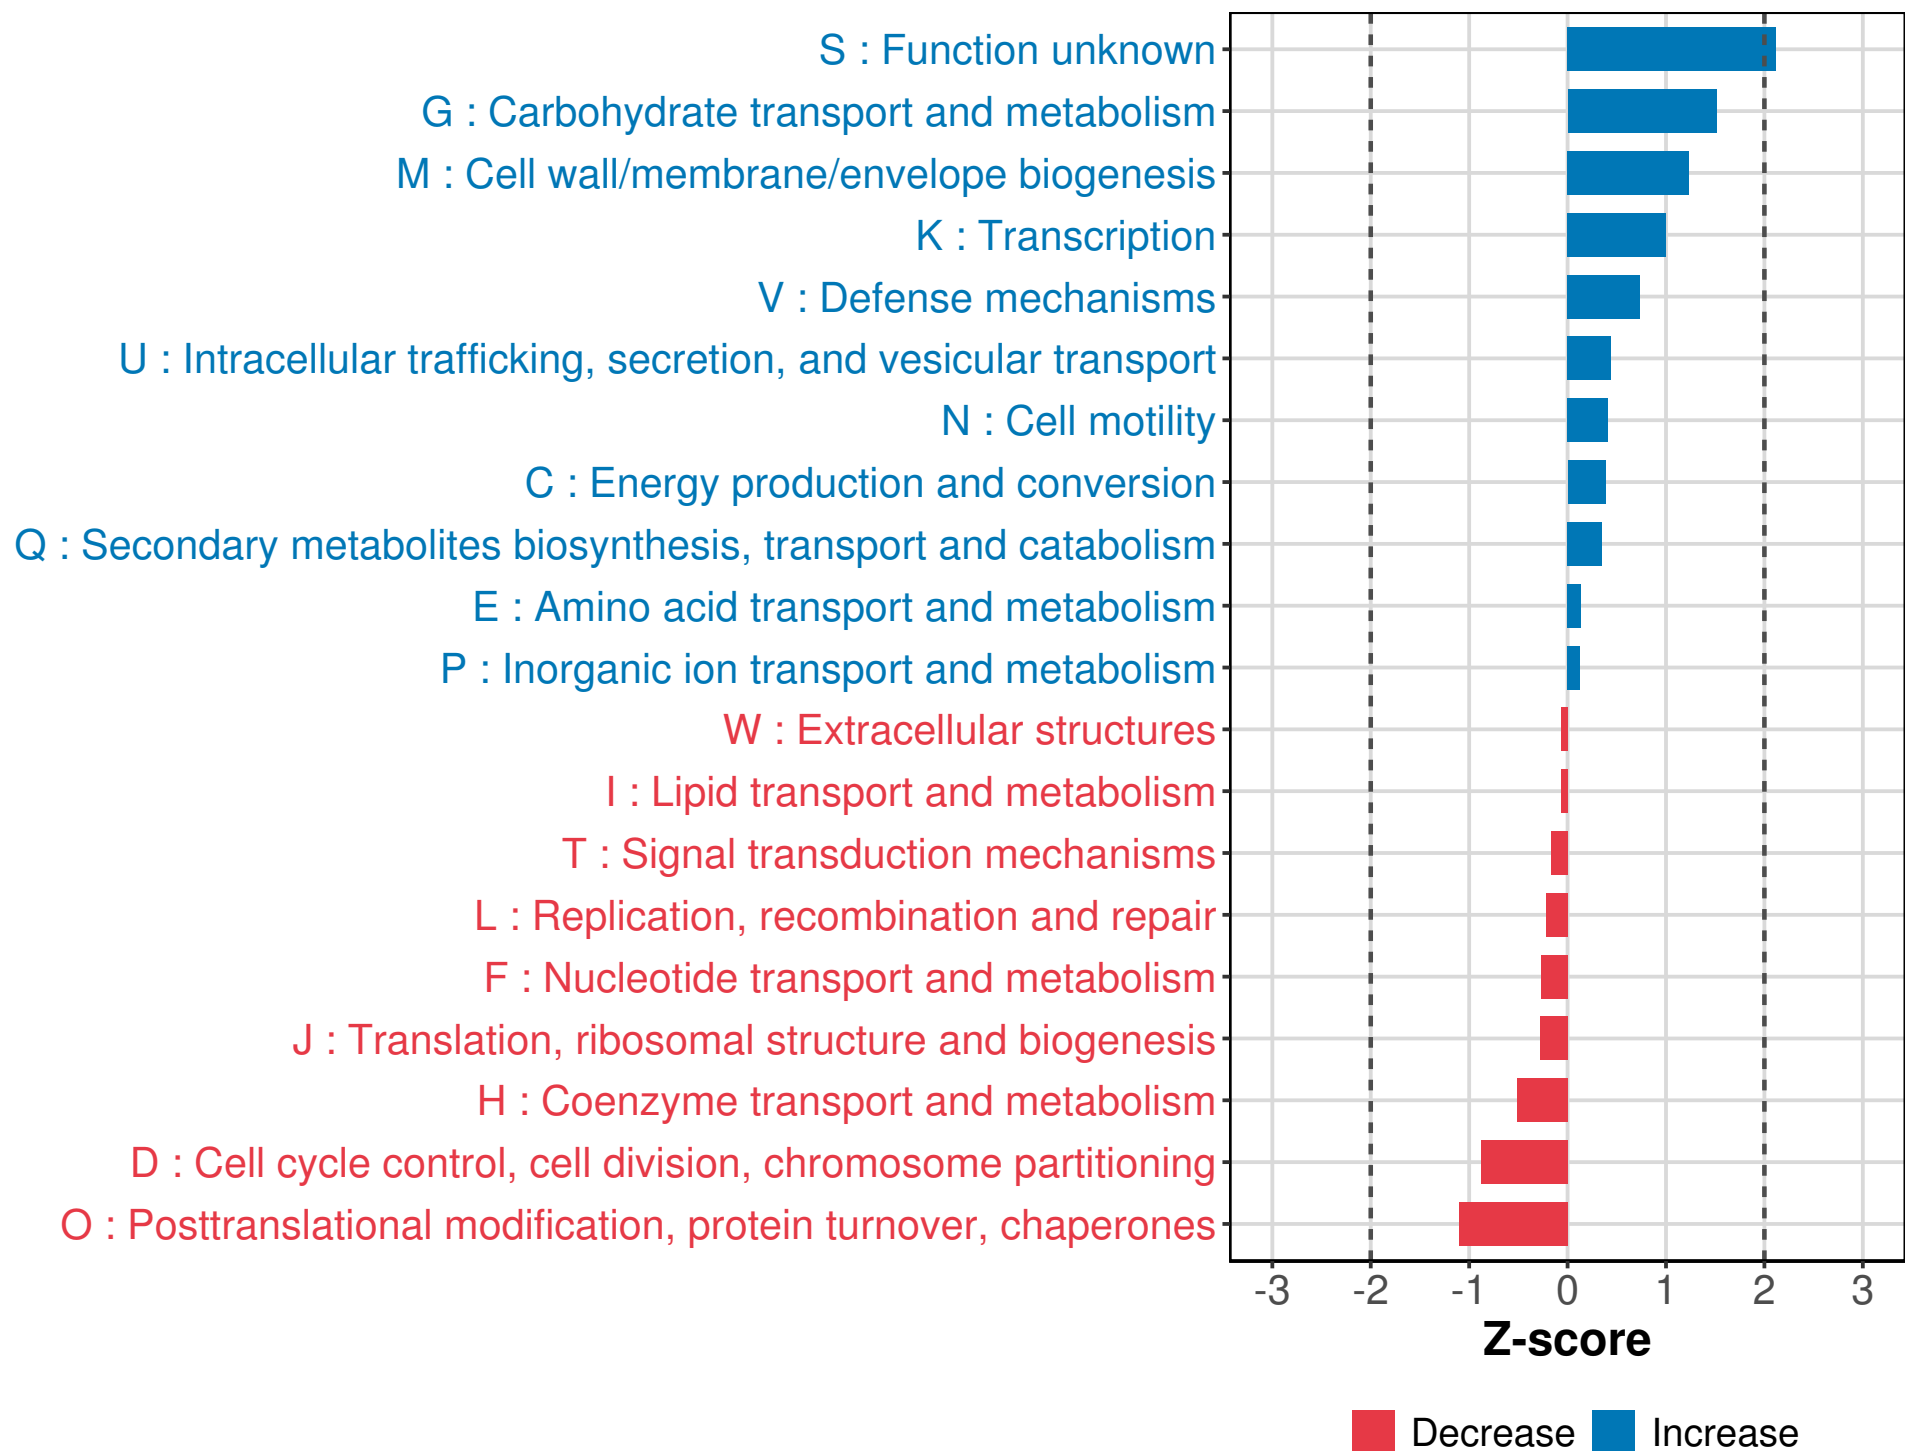 S : Function unknown
G : Carbohydrate transport and metabolism
M : Cell wall/membrane/envelope biogenesis
K : Transcription
V : Defense mechanisms
U : Intracellular trafficking, secretion, and vesicular transport
N : Cell motility
C : Energy production and conversion
Q : Secondary metabolites biosynthesis, transport and catabolism
E : Amino acid transport and metabolism
P : Inorganic ion transport and metabolism
W : Extracellular structures
I : Lipid transport and metabolism
T : Signal transduction mechanisms
L : Replication, recombination and repair
F : Nucleotide transport and metabolism
J : Translation, ribosomal structure and biogenesis
H : Coenzyme transport and metabolism
D : Cell cycle control, cell division, chromosome partitioning
O : Posttranslational modification, protein turnover, chaperones
-3 -2 -1 0 1 2 3
Z-score
Decrease Increase